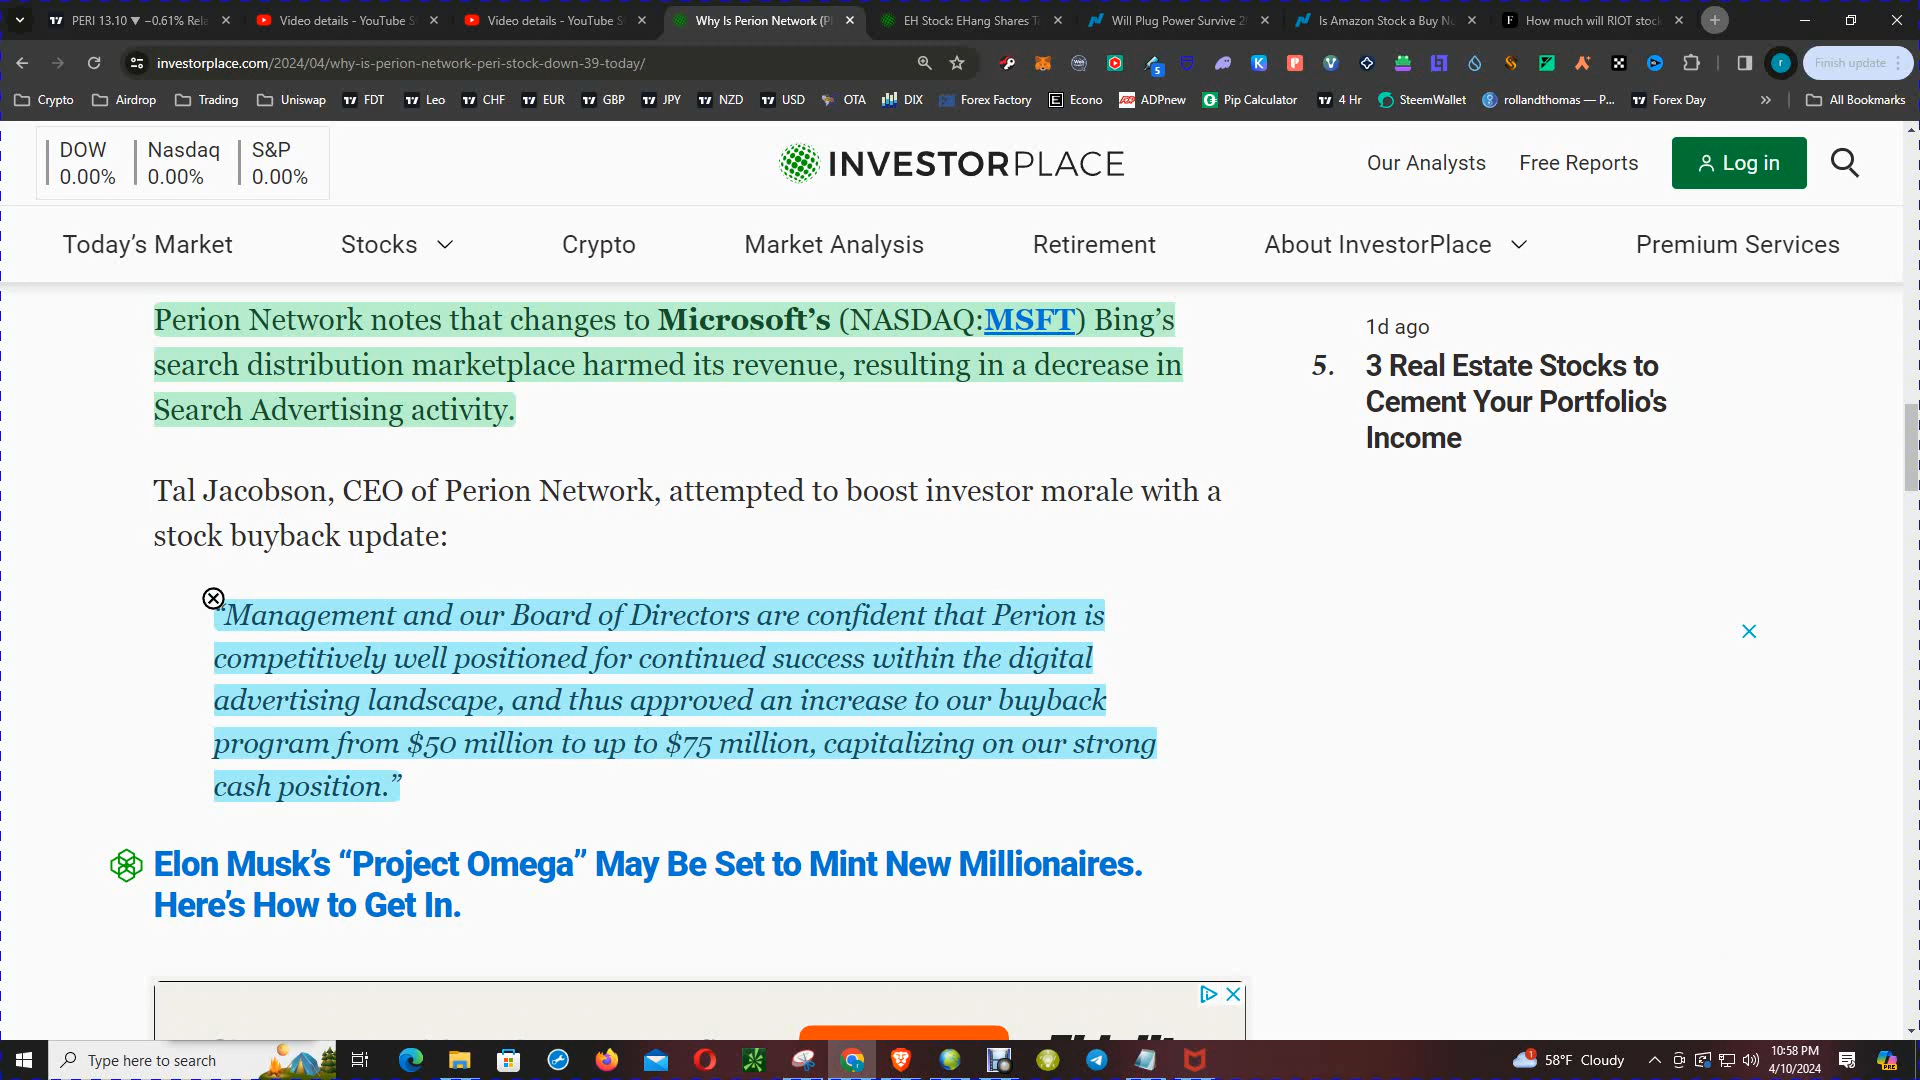 PERI 13.10 ▼ −0.61% Rela
Video details - YouTube S
Video details - YouTube S
Why Is Perion Network (P
EH Stock: EHang Shares T
Will Plug Power Survive 2
Is Amazon Stock a Buy N
How much will RIOT stock
investorplace.com/2024/04/why-is-perion-network-peri-stock-down-39-today/
5
r
Finish update
Crypto
Airdrop
Trading
Uniswap
FDT
Leo
CHF
EUR
GBP
JPY
NZD
USD
OTA
DIX
Forex Factory
Econo
ADPnew
Pip Calculator
4 Hr
SteemWallet
rollandthomas — P...
Forex Day
All Bookmarks
DOW
0.00%
Nasdaq
0.00%
S&P
0.00%
INVESTORPLACE
Our Analysts
Free Reports
Log in
Today’s Market
Stocks
Crypto
Market Analysis
Retirement
About InvestorPlace
Premium Services
Perion Network notes that changes to Microsoft’s (NASDAQ:MSFT) Bing’s
search distribution marketplace harmed its revenue, resulting in a decrease in
Search Advertising activity.
Tal Jacobson, CEO of Perion Network, attempted to boost investor morale with a
stock buyback update:
“Management and our Board of Directors are confident that Perion is
competitively well positioned for continued success within the digital
advertising landscape, and thus approved an increase to our buyback
program from $50 million to up to $75 million, capitalizing on our strong
cash position.”
Elon Musk’s “Project Omega” May Be Set to Mint New Millionaires.
Here’s How to Get In.
1d ago
5.
3 Real Estate Stocks to
Cement Your Portfolio's
Income
Type here to search
1
58°F Cloudy
10:58 PM
4/10/2024